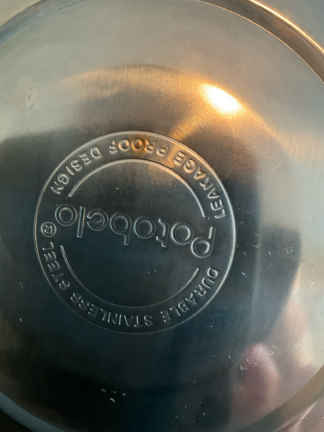 DURABLE STAINLESS STEEL
potobelo®
LEAKAGE PROOF DESIGN